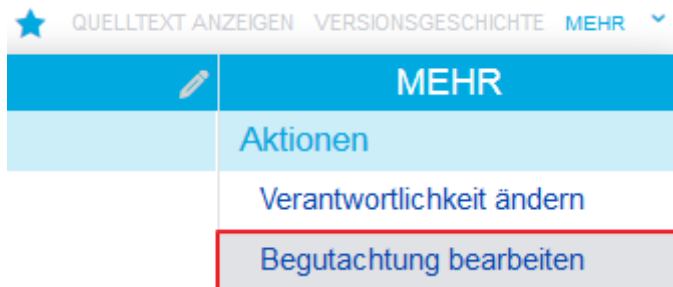 QUELLTEXT ANZEIGEN VERSIONSGESCHICHTE MEHR
MEHR
Aktionen
Verantwortlichkeit ändern
Begutachtung bearbeiten